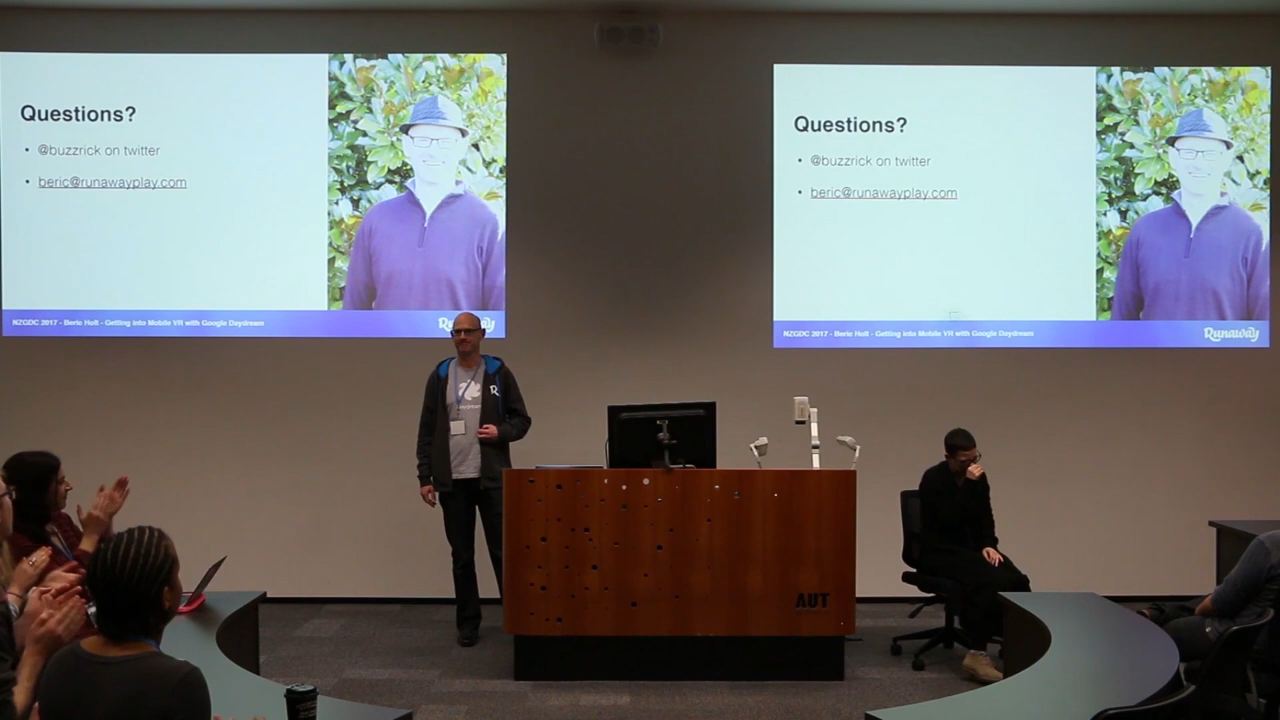 Questions?
• @buzzrick on twitter
• beric@runawayplay.com
NZGDC 2017 - Beric Holt - Getting into Mobile VR with Google Daydream
Runaway
Questions?
• @buzzrick on twitter
• beric@runawayplay.com
NZGDC 2017 - Beric Holt - Getting into Mobile VR with Google Daydream
Runaway
R
AUT